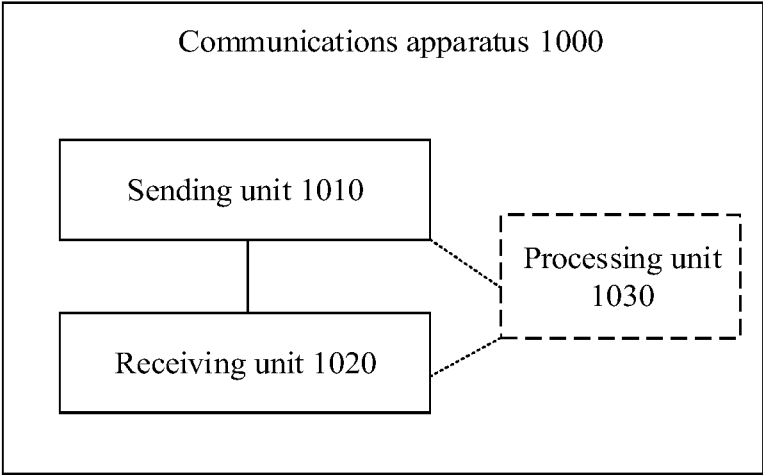 Communications apparatus 1000
Sending unit 1010
Processing unit
1030
Receiving unit 1020